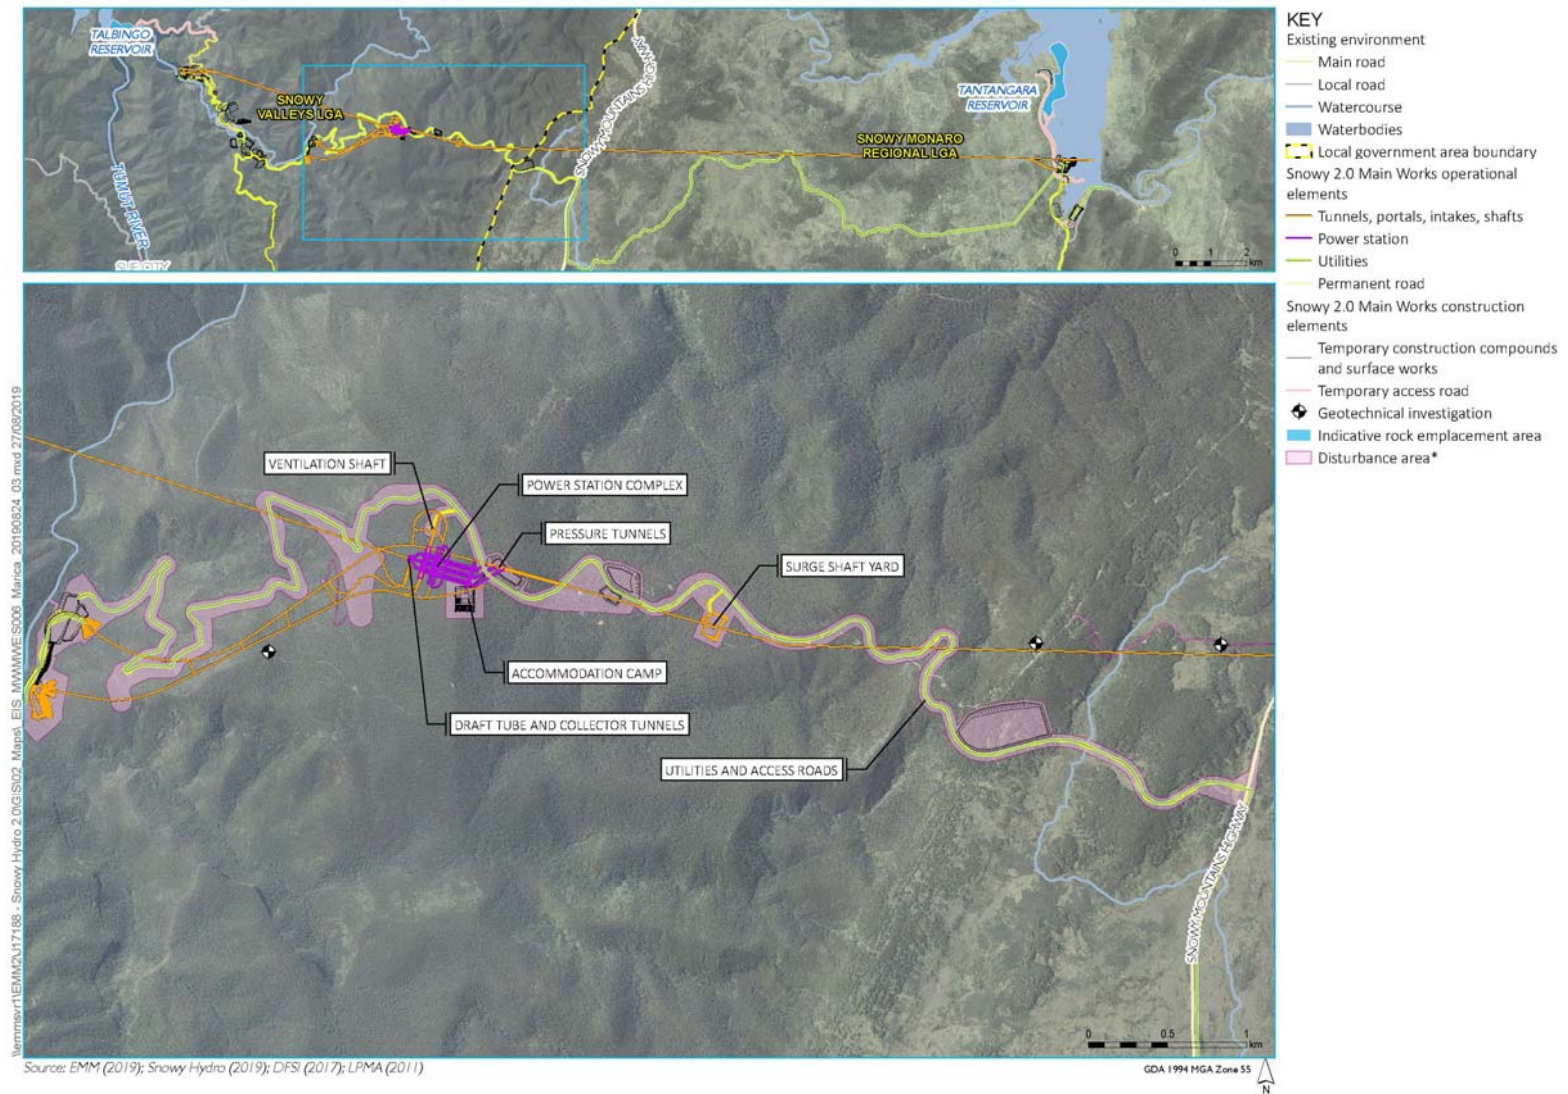 TALBINGO
RESERVOIR
SNOWY
VALLEYS LGA
TUMUT RIVER
SUE CITY
SNOWY MOUNTAINS HIGHWAY
TANTANGARA
RESERVOIR
SNOWY MONARO
REGIONAL LGA
0 1 2
km
VENTILATION SHAFT
POWER STATION COMPLEX
PRESSURE TUNNELS
SURGE SHAFT YARD
ACCOMMODATION CAMP
DRAFT TUBE AND COLLECTOR TUNNELS
UTILITIES AND ACCESS ROADS
SNOWY MOUNTAINS HIGHWAY
0 0.5 1
km
Source: EMM (2019); Snowy Hydro (2019); DFSI (2017); LPMA (2011)
GDA 1994 MGA Zone 55
N
KEY
Existing environment
Main road
Local road
Watercourse
Waterbodies
Local government area boundary
Snowy 2.0 Main Works operational
elements
Tunnels, portals, intakes, shafts
Power station
Utilities
Permanent road
Snowy 2.0 Main Works construction
elements
Temporary construction compounds
and surface works
Temporary access road
Geotechnical investigation
Indicative rock emplacement area
Disturbance area*